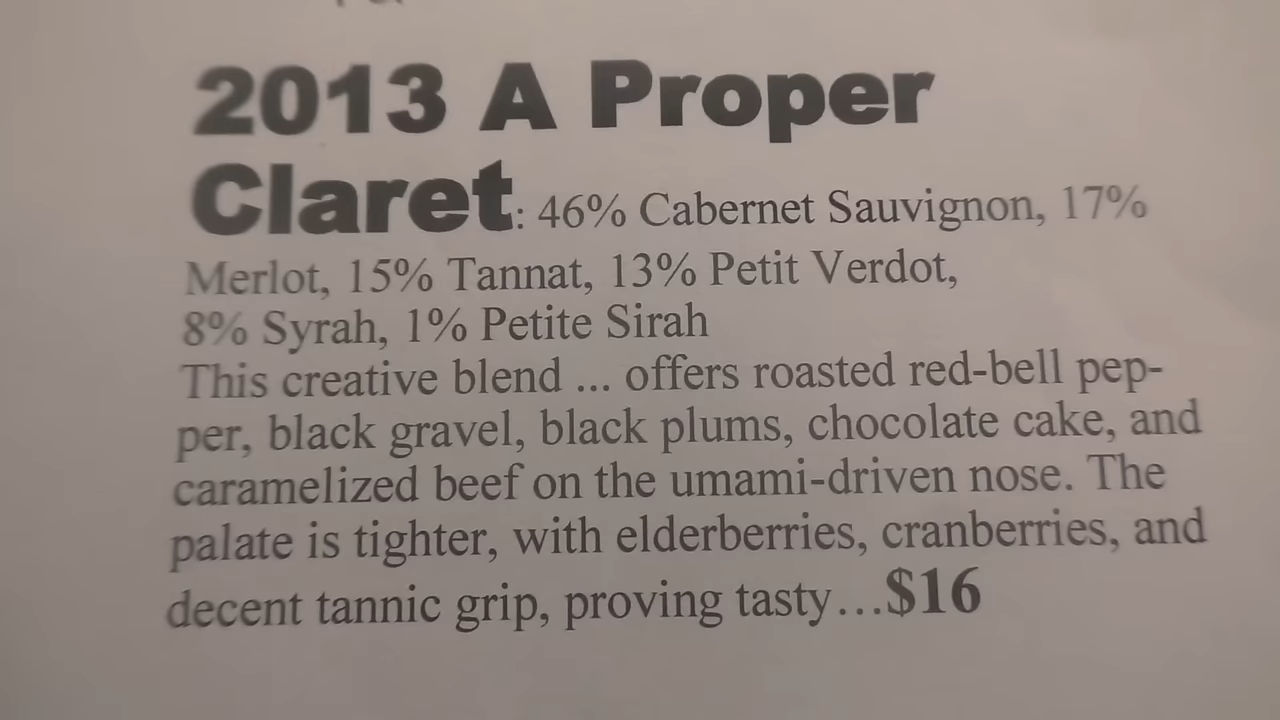 2013 A Proper
Claret: 46% Cabernet Sauvignon, 17%
Merlot, 15% Tannat, 13% Petit Verdot,
8% Syrah, 1% Petite Sirah
This creative blend ... offers roasted red-bell pep-
per, black gravel, black plums, chocolate cake, and
caramelized beef on the umami-driven nose. The
palate is tighter, with elderberries, cranberries, and
decent tannic grip, proving tasty...$16